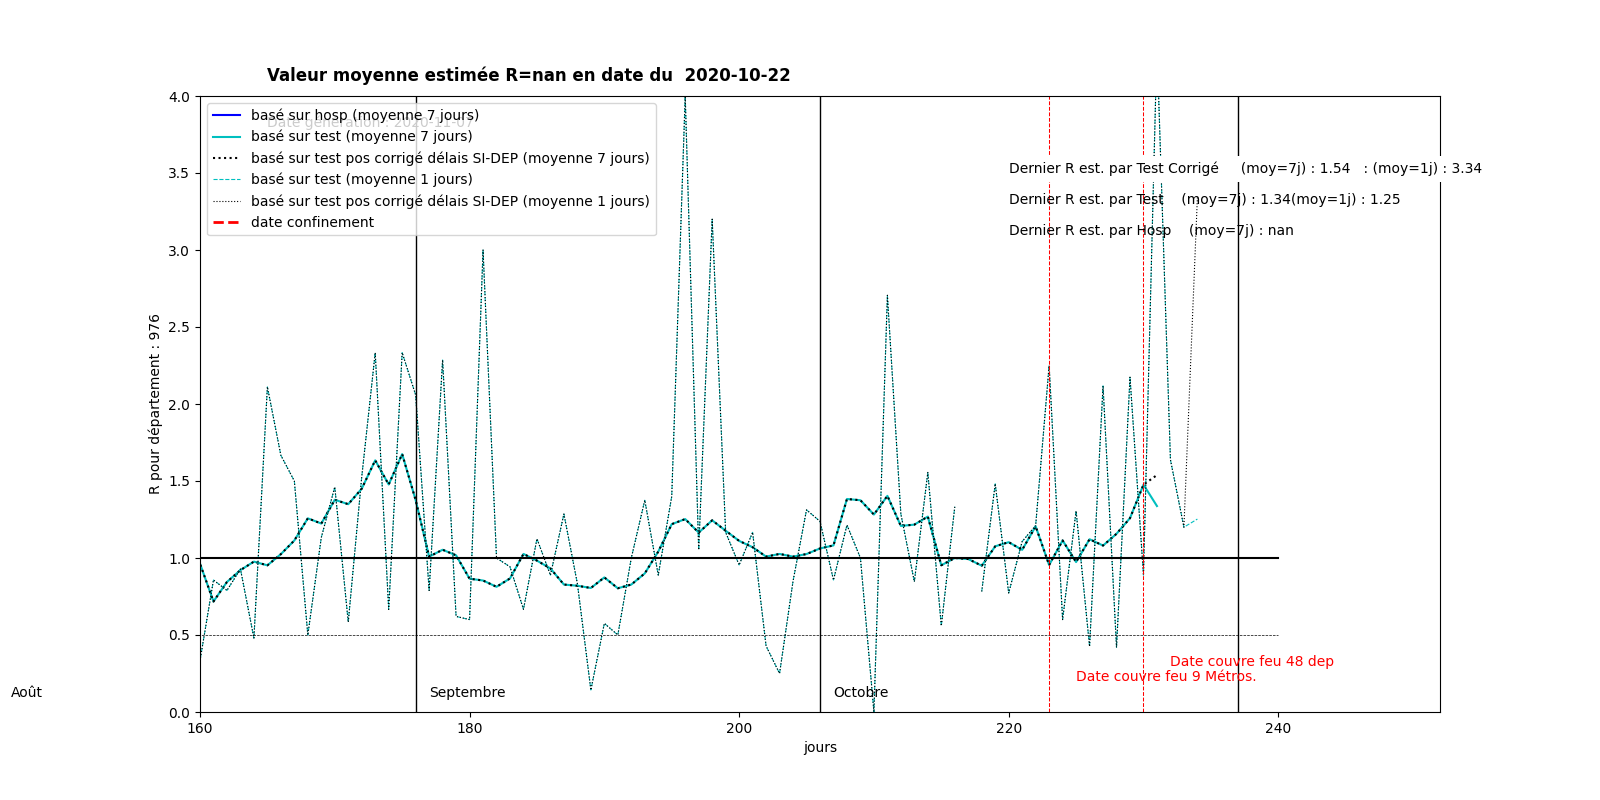 Valeur moyenne estimée R=nan en date du  2020-10-22
4.0
3.5
3.0
2.5
2.0
1.5
1.0
0.5
0.0
R pour département : 976
basé sur hosp (moyenne 7 jours)
Date génération : 2020-11-07
basé sur test (moyenne 7 jours)
basé sur test pos corrigé délais SI-DEP (moyenne 7 jours)
basé sur test (moyenne 1 jours)
basé sur test pos corrigé délais SI-DEP (moyenne 1 jours)
date confinement
Dernier R est. par Test Corrigé     (moy=7j) : 1.54   : (moy=1j) : 3.34
Dernier R est. par Test    (moy=7j) : 1.34(moy=1j) : 1.25
Dernier R est. par Hosp    (moy=7j) : nan
Date couvre feu 48 dep
Date couvre feu 9 Métros.
Août
Septembre
Octobre
160 180 200 220 240
jours